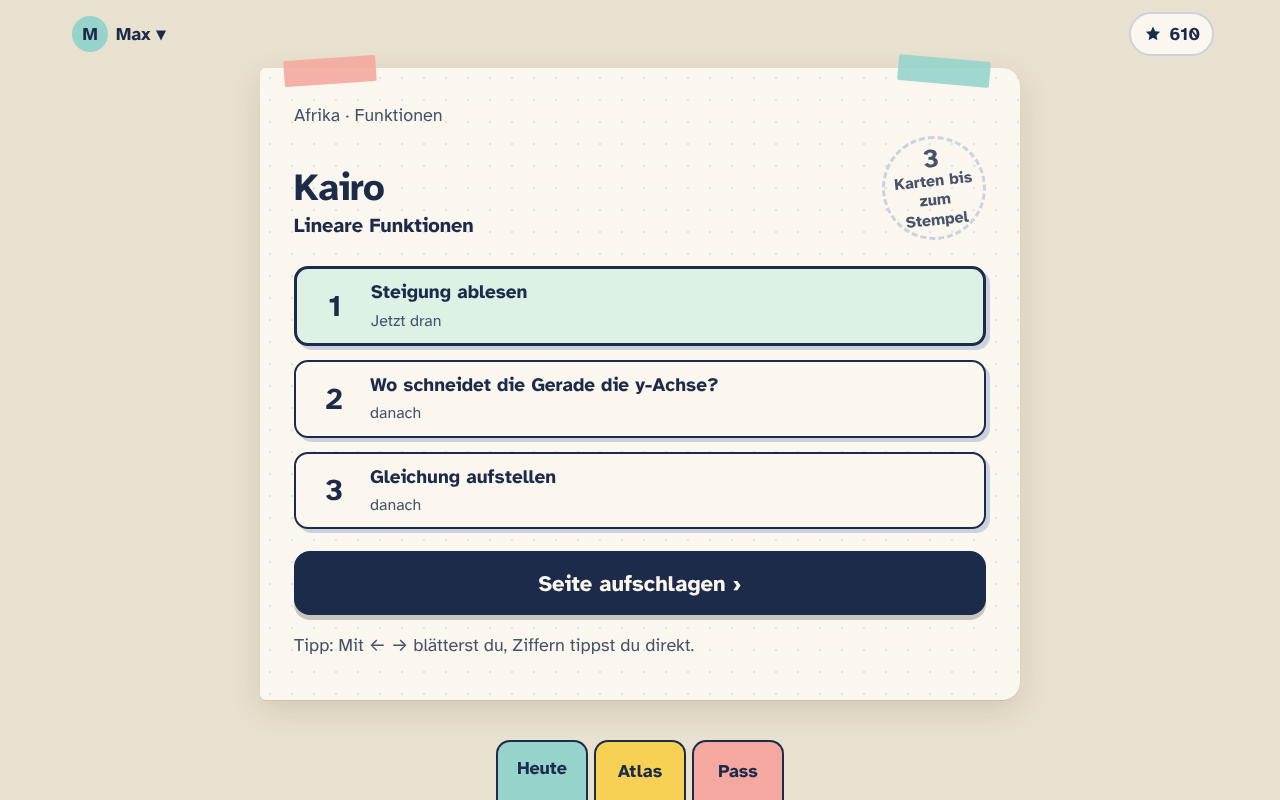 M Max ▼
★ 610
Afrika · Funktionen
Kairo
Lineare Funktionen
3
Karten bis
zum
Stempel
1
Steigung ablesen
Jetzt dran
2
Wo schneidet die Gerade die y-Achse?
danach
3
Gleichung aufstellen
danach
Seite aufschlagen ›
Tipp: Mit ← → blätterst du, Ziffern tippst du direkt.
Heute
Atlas
Pass